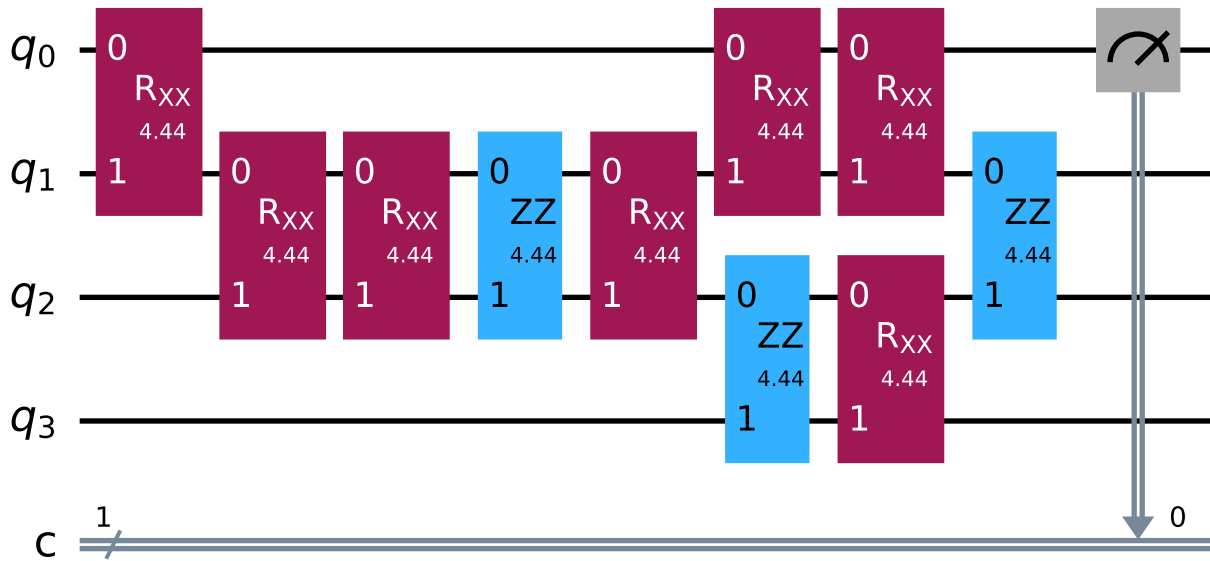 q0 0 0 0
RXX RXX RXX
4.44 4.44 4.44
q1 1 0 0 0 0 1 1 0
RXX RXX ZZ RXX ZZ
4.44 4.44 4.44 4.44 4.44
q2 1 1 1 1 0 0 1
ZZ RXX
4.44 4.44
q3 1 1
1 0
c